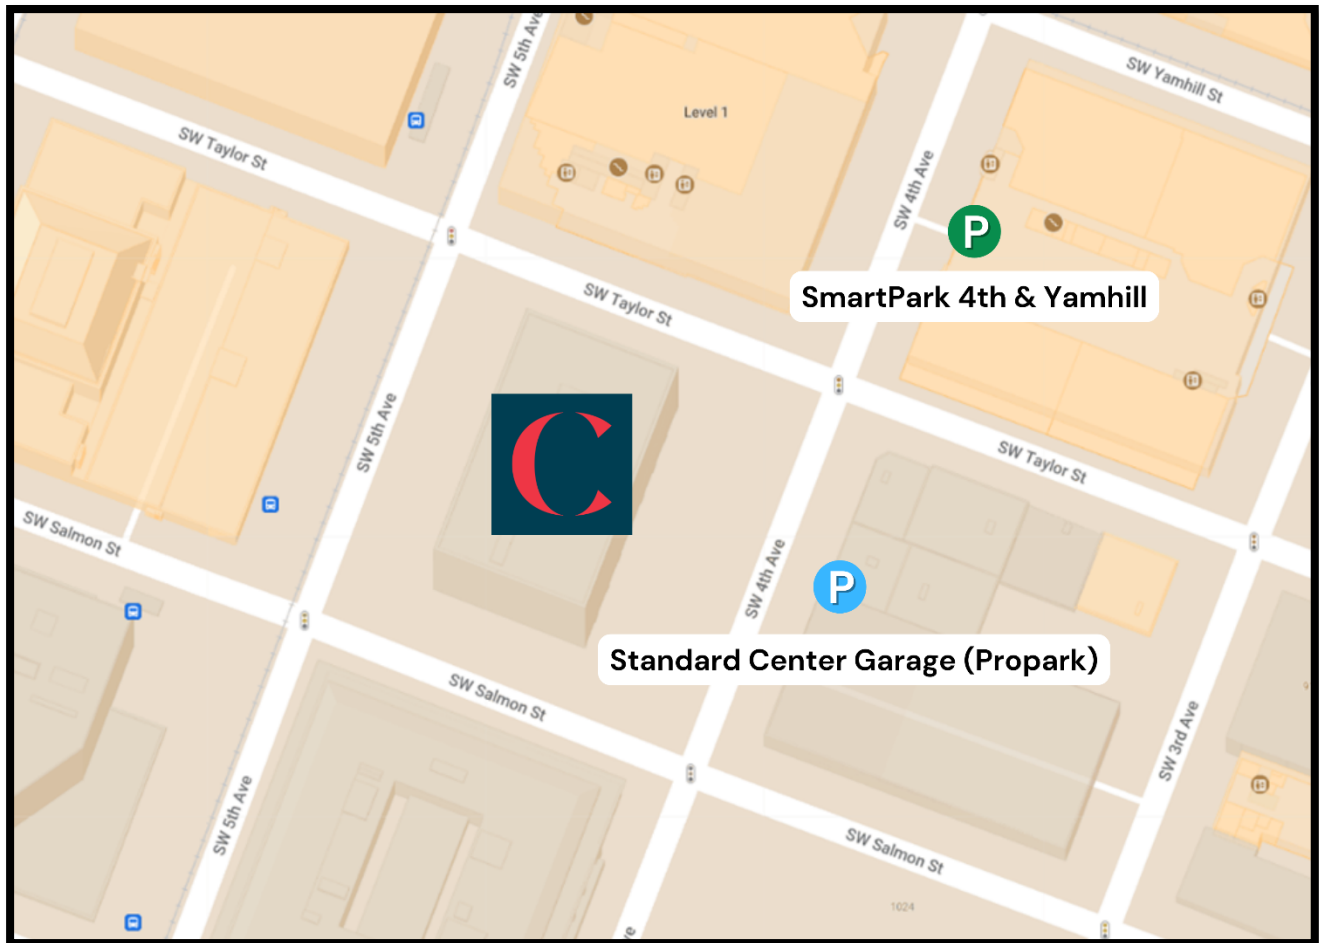 SW 5th Ave
SW Yamhill St
Level 1
SW Taylor St
SW 4th Ave
P
SmartPark 4th & Yamhill
SW Taylor St
SW 5th Ave
C
SW Taylor St
SW Salmon St
SW 4th Ave
P
Standard Center Garage (Propark)
SW Salmon St
SW 3rd Ave
SW 5th Ave
SW Salmon St
1024